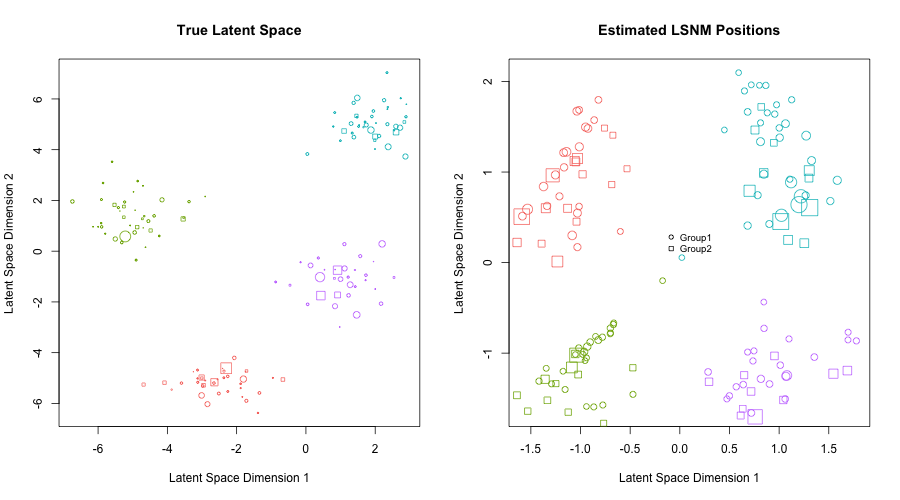 True Latent Space
Latent Space Dimension 2
6
4
2
0
-2
-4
-6
-6
-4
-2
0
2
Latent Space Dimension 1
Estimated LSNM Positions
Latent Space Dimension 2
2
1
0
-1
Group1
Group2
-1.5
-1.0
-0.5
0.0
0.5
1.0
1.5
Latent Space Dimension 1